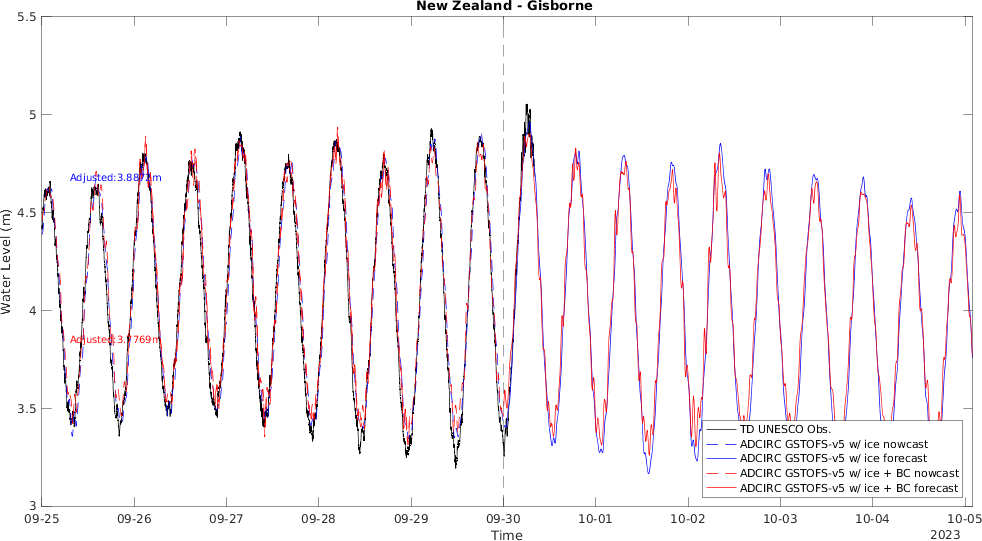 New Zealand - Gisborne
5.5
5
4.5
4
3.5
3
Water Level (m)
Adjusted:3.8872m
Adjusted:3.7769m
TD UNESCO Obs.
ADCIRC GSTOFS-v5 w/ ice nowcast
ADCIRC GSTOFS-v5 w/ ice forecast
ADCIRC GSTOFS-v5 w/ ice + BC nowcast
ADCIRC GSTOFS-v5 w/ ice + BC forecast
09-25 09-26 09-27 09-28 09-29 09-30 10-01 10-02 10-03 10-04 10-05
Time
2023